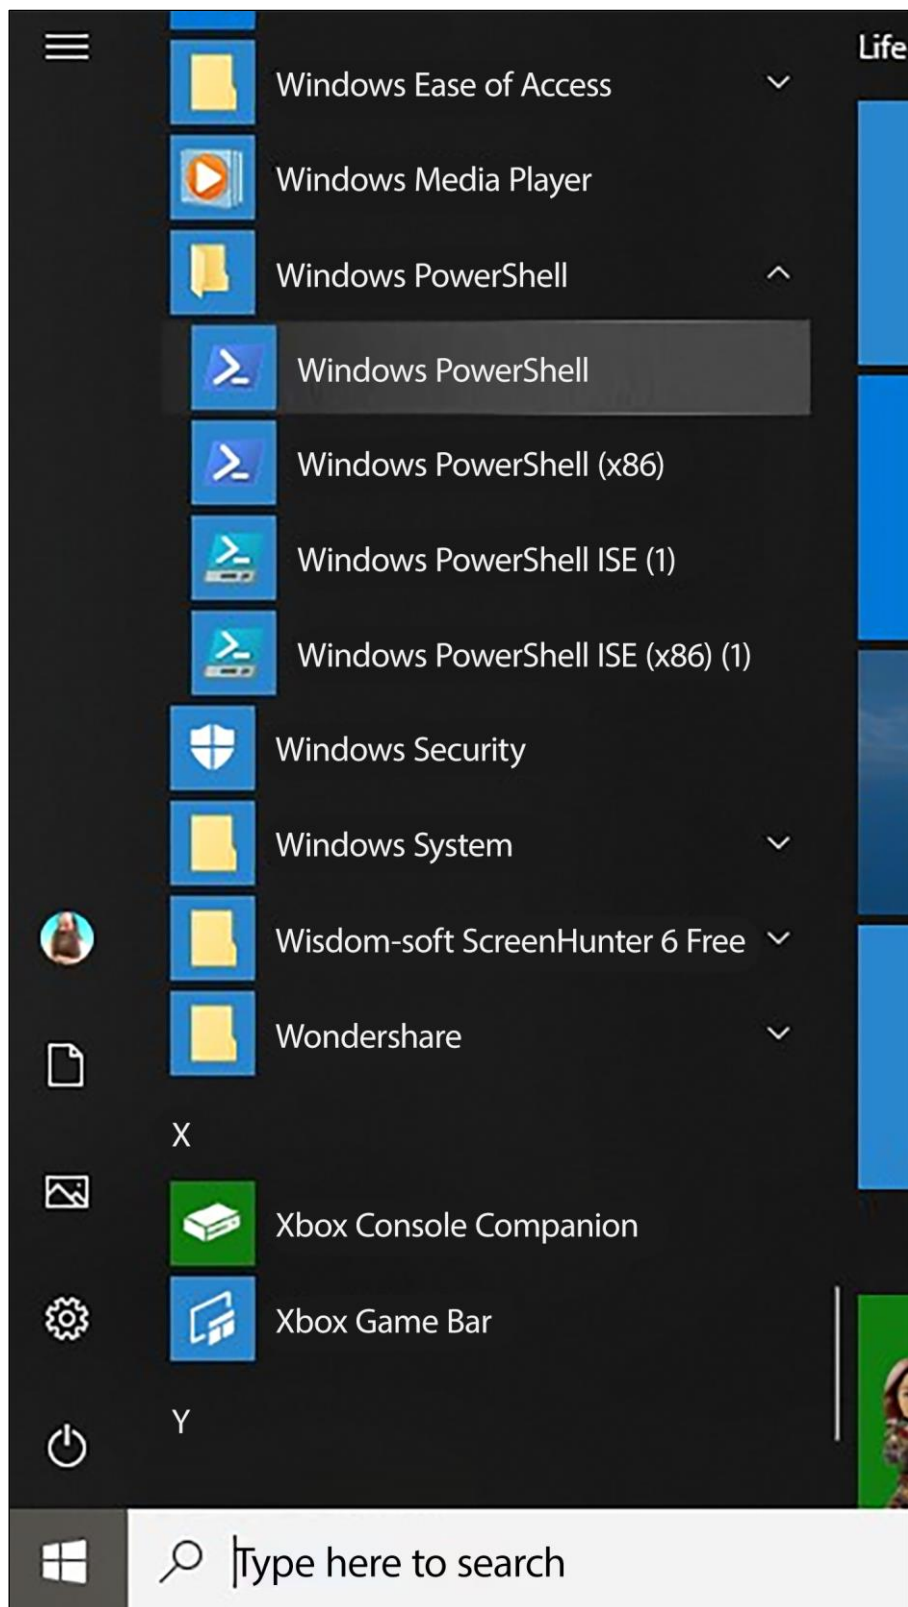 Life
Windows Ease of Access
Windows Media Player
Windows PowerShell
Windows PowerShell
Windows PowerShell (x86)
Windows PowerShell ISE (1)
Windows PowerShell ISE (x86) (1)
Windows Security
Windows System
Wisdom-soft ScreenHunter 6 Free
Wondershare
X
Xbox Console Companion
Xbox Game Bar
Y
Type here to search